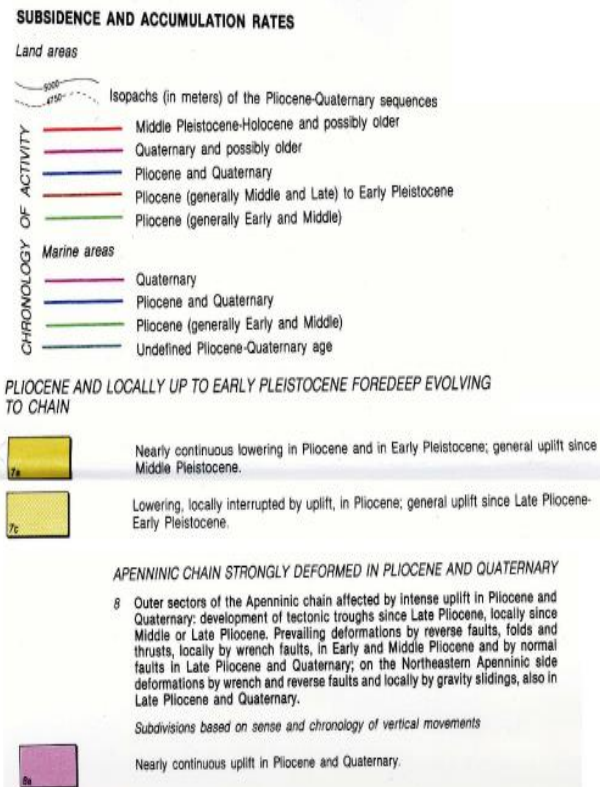 SUBSIDENCE AND ACCUMULATION RATES
Land areas
5000
4750
Isopachs (in meters) of the Pliocene-Quaternary sequences
CHRONOLOGY OF ACTIVITY
Middle Pleistocene-Holocene and possibly older
Quaternary and possibly older
Pliocene and Quaternary
Pliocene (generally Middle and Late) to Early Pleistocene
Pliocene (generally Early and Middle)
Marine areas
Quaternary
Pliocene and Quaternary
Pliocene (generally Early and Middle)
Undefined Pliocene-Quaternary age
PLIOCENE AND LOCALLY UP TO EARLY PLEISTOCENE FOREDEEP EVOLVING
TO CHAIN
7a
Nearly continuous lowering in Pliocene and in Early Pleistocene; general uplift since
Middle Pleistocene.
7c
Lowering, locally interrupted by uplift, in Pliocene; general uplift since Late Pliocene-
Early Pleistocene.
APENNINIC CHAIN STRONGLY DEFORMED IN PLIOCENE AND QUATERNARY
8 Outer sectors of the Apenninic chain affected by intense uplift in Pliocene and
Quaternary: development of tectonic troughs since Late Pliocene, locally since
Middle or Late Pliocene. Prevailing deformations by reverse faults, folds and
thrusts, locally by wrench faults, in Early and Middle Pliocene and by normal
faults in Late Pliocene and Quaternary; on the Northeastern Apenninic side
deformations by wrench and reverse faults and locally by gravity slidings, also in
Late Pliocene and Quaternary.
Subdivisions based on sense and chronology of vertical movements
8a
Nearly continuous uplift in Pliocene and Quaternary.